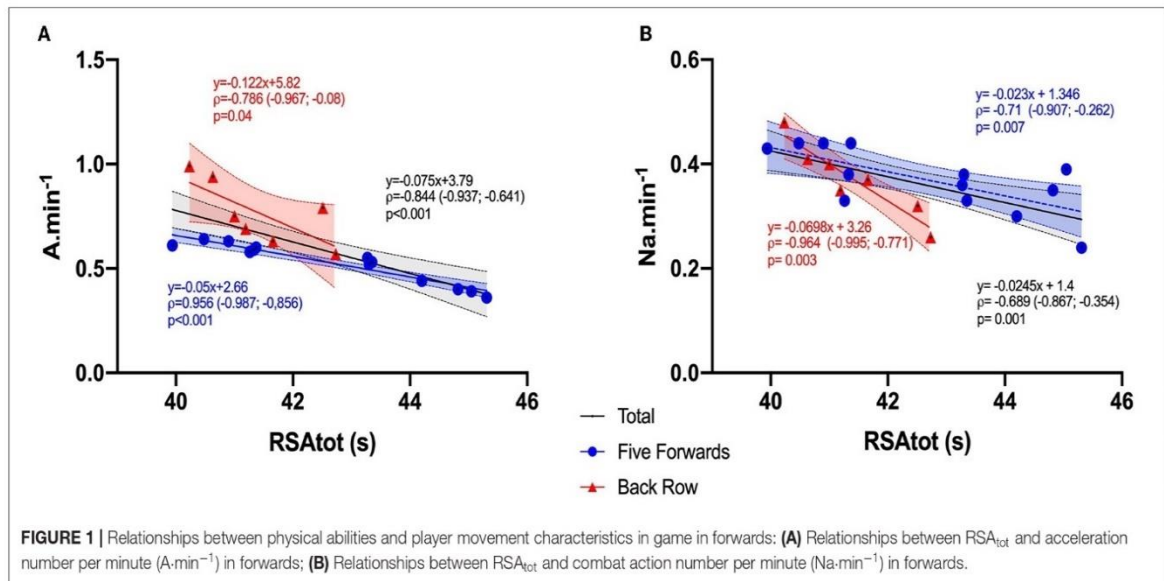 A
1.5
1.0
0.5
0.0
A.min-1
y=-0.122x+5.82
ρ=-0.786 (-0.967; -0.08)
p=0.04
y=-0.075x+3.79
ρ=-0.844 (-0.937; -0.641)
p<0.001
y=-0.05x+2.66
ρ=0.956 (-0.987; -0,856)
p<0.001
40 42 44 46
RSAtot (s)
B
0.6
0.4
0.2
0.0
Na.min-1
y= -0.023x + 1.346
ρ= -0.71 (-0.907; -0.262)
p= 0.007
y= -0.0698x + 3.26
ρ= -0.964 (-0.995; -0.771)
p= 0.003
y= -0.0245x + 1.4
ρ= -0.689 (-0.867; -0.354)
p= 0.001
40 42 44 46
RSAtot (s)
Total
Five Forwards
Back Row
FIGURE 1 | Relationships between physical abilities and player movement characteristics in game in forwards: (A) Relationships between RSAtot and acceleration
number per minute (A·min−1) in forwards; (B) Relationships between RSAtot and combat action number per minute (Na·min−1) in forwards.